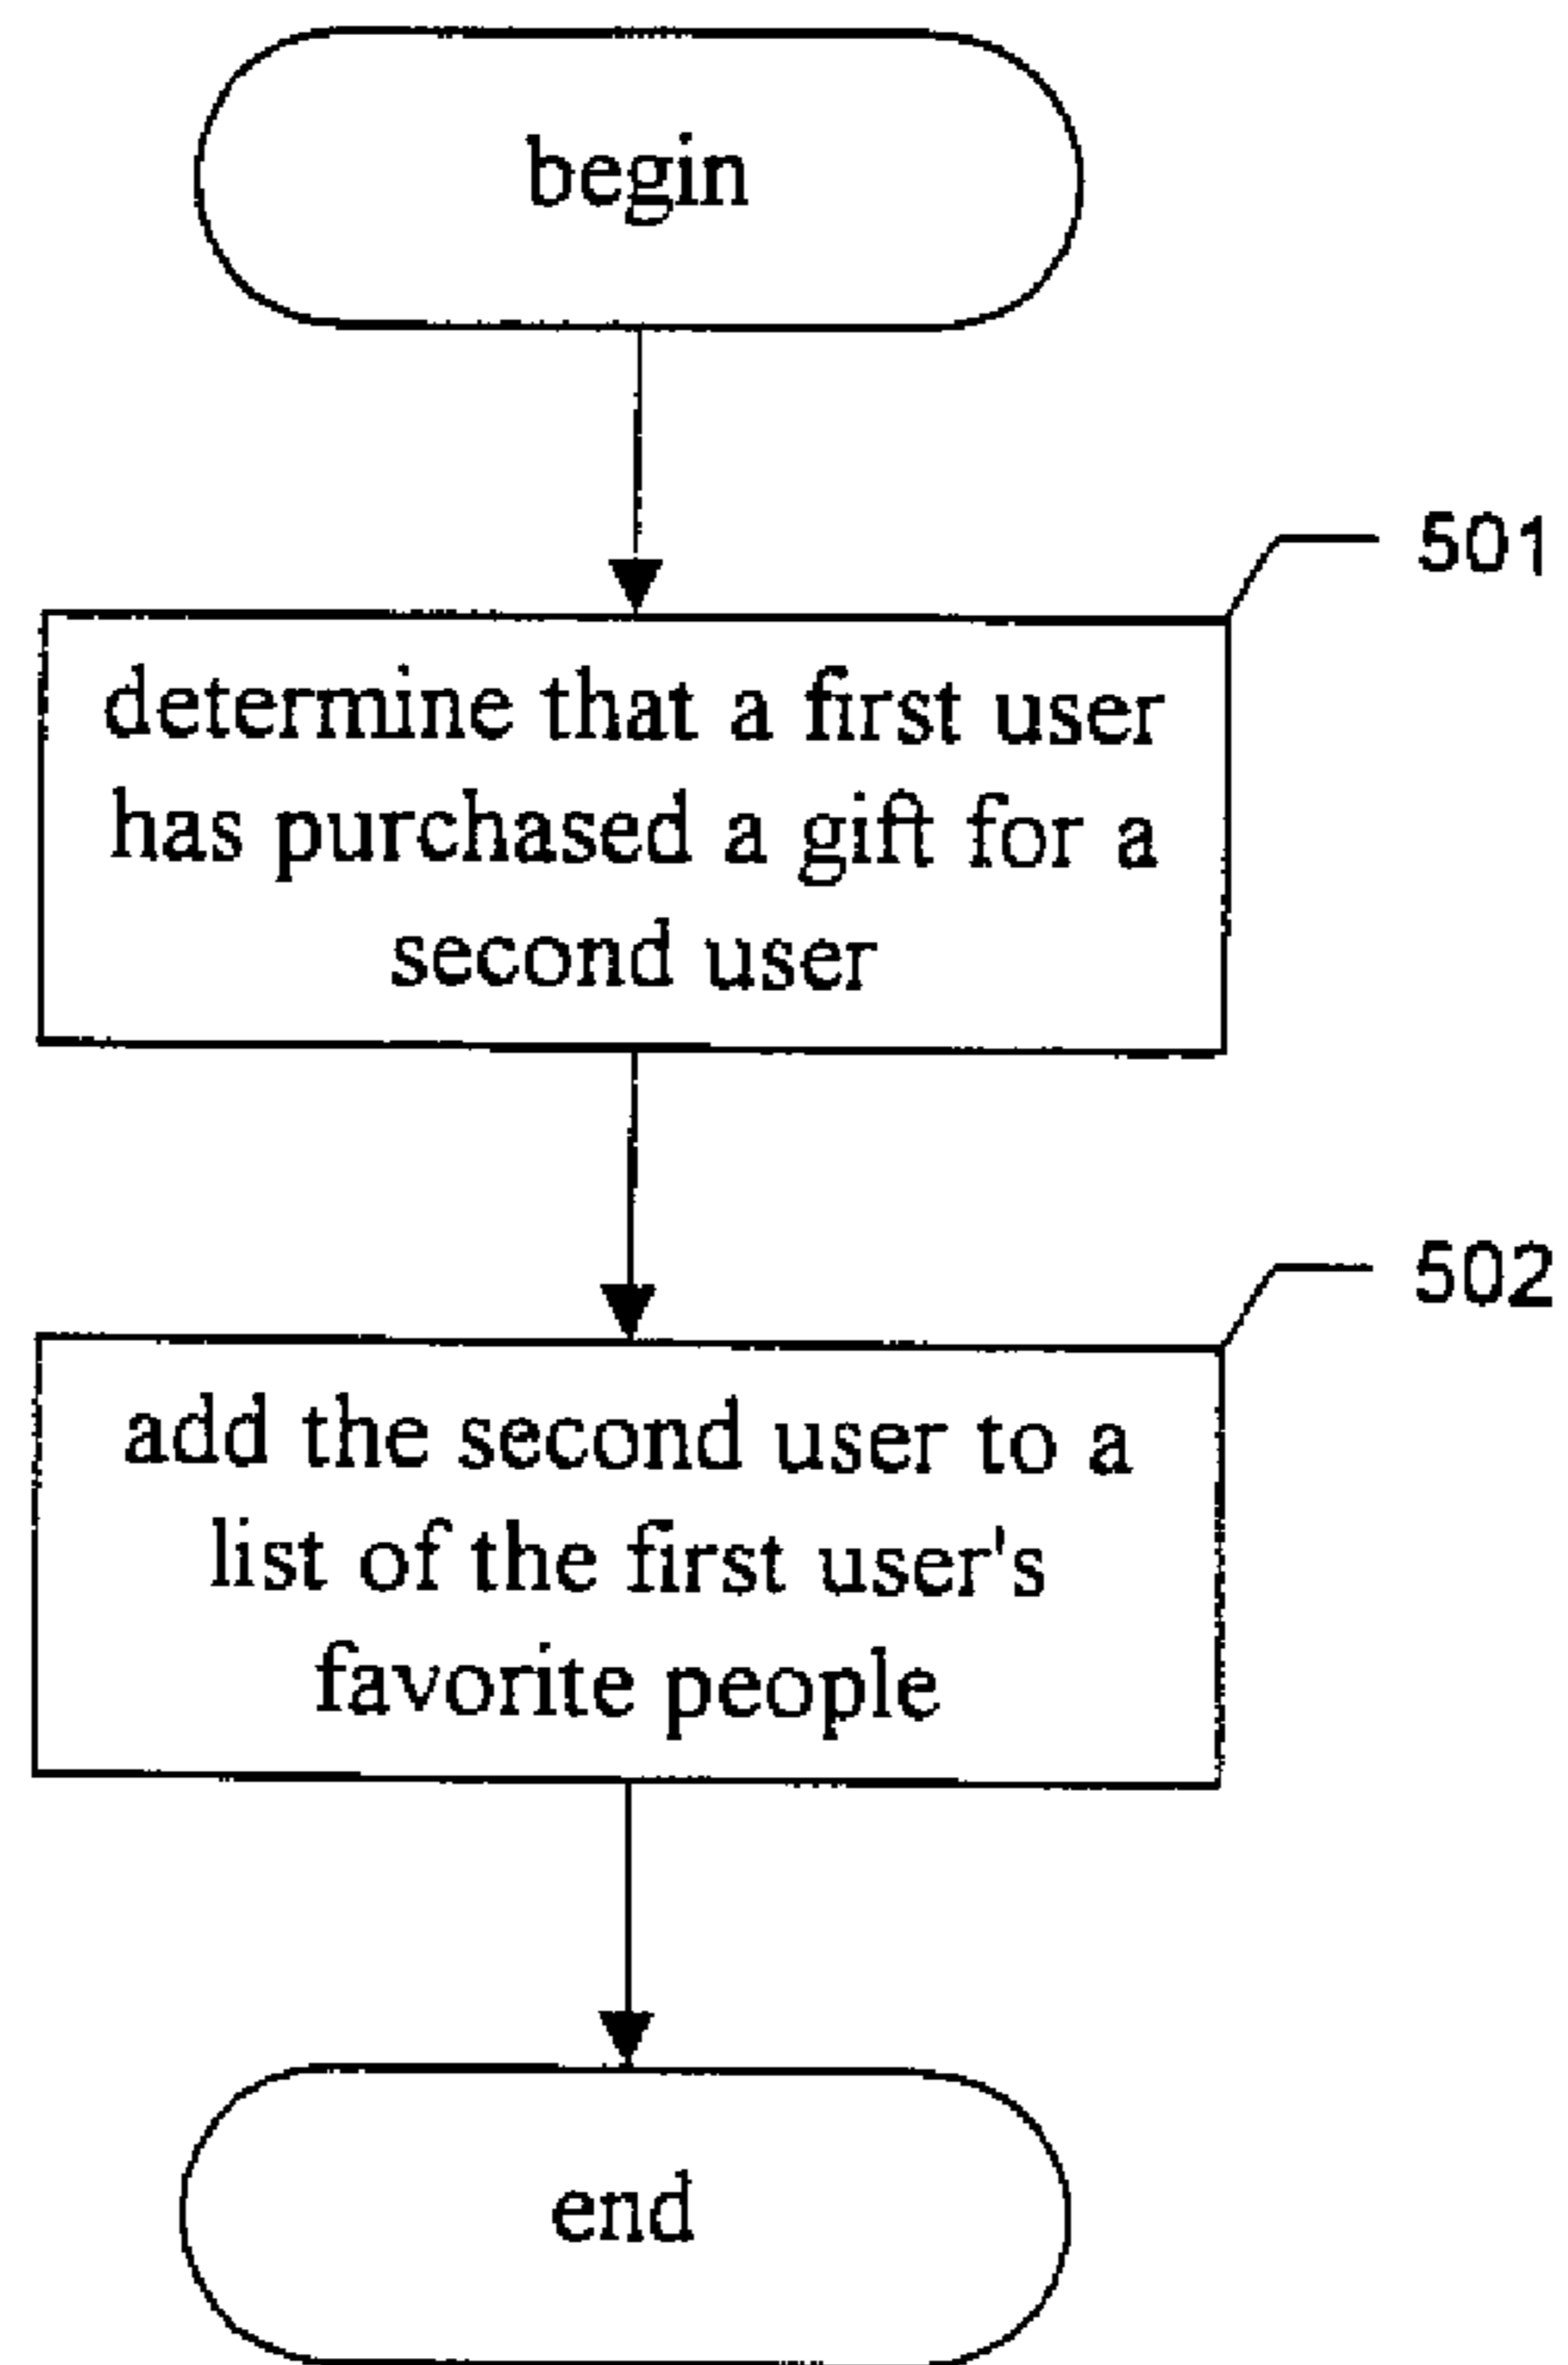 begin
501
determine that a first user
has purchased a gift for a
second user
502
add the second user to a
list of the first user's
favorite people
end